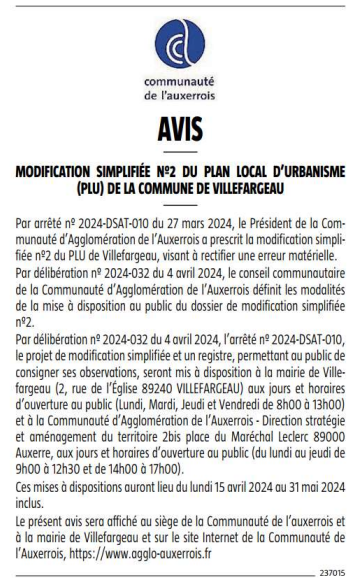 communauté
de l'auxerrois
AVIS
MODIFICATION SIMPLIFIÉE Nº2 DU PLAN LOCAL D'URBANISME
(PLU) DE LA COMMUNE DE VILLEFARGEAU
Par arrêté nº 2024-DSAT-010 du 27 mars 2024, le Président de la Com-
munauté d'Agglomération de l'Auxerrois a prescrit la modification simpli-
fiée nº2 du PLU de Villefargeau, visant à rectifier une erreur matérielle.
Par délibération nº 2024-032 du 4 avril 2024, le conseil communautaire
de la Communauté d'Agglomération de l'Auxerrois définit les modalités
de la mise à disposition au public du dossier de modification simplifiée
nº2.
Par délibération nº 2024-032 du 4 avril 2024, l'arrêté nº 2024-DSAT-010,
le projet de modification simplifiée et un registre, permettant au public de
consigner ses observations, seront mis à disposition à la mairie de Ville-
fargeau (2, rue de l'Église 89240 VILLEFARGEAU) aux jours et horaires
d'ouverture au public (Lundi, Mardi, Jeudi et Vendredi de 8h00 à 13h00)
et à la Communauté d'Agglomération de l'Auxerrois - Direction stratégie
et aménagement du territoire 2bis place du Maréchal Leclerc 89000
Auxerre, aux jours et horaires d'ouverture au public (du lundi au jeudi de
9h00 à 12h30 et de 14h00 à 17h00).
Ces mises à dispositions auront lieu du lundi 15 avril 2024 au 31 mai 2024
inclus.
Le présent avis sera affiché au siège de la Communauté de l'auxerrois et
à la mairie de Villefargeau et sur le site Internet de la Communauté de
l'Auxerrois, https://www.agglo-auxerrois.fr
237015